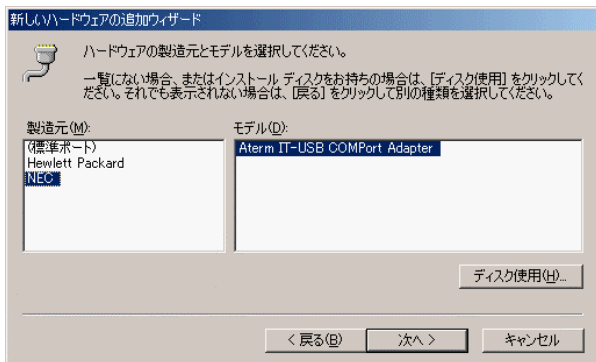 新しいハードウェアの追加ウィザード
ハードウェアの製造元とモデルを選択してください。
一覧にない場合、またはインストール ディスクをお持ちの場合は、[ディスク使用] をクリックしてく
ださい。それでも表示されない場合は、[戻る] をクリックして別の種類を選択してください。
製造元(M):
モデル(D):
(標準ポート)
Hewlett Packard
NEC
Aterm IT-USB COMPort Adapter
ディスク使用(H)...
< 戻る(B)
次へ >
キャンセル